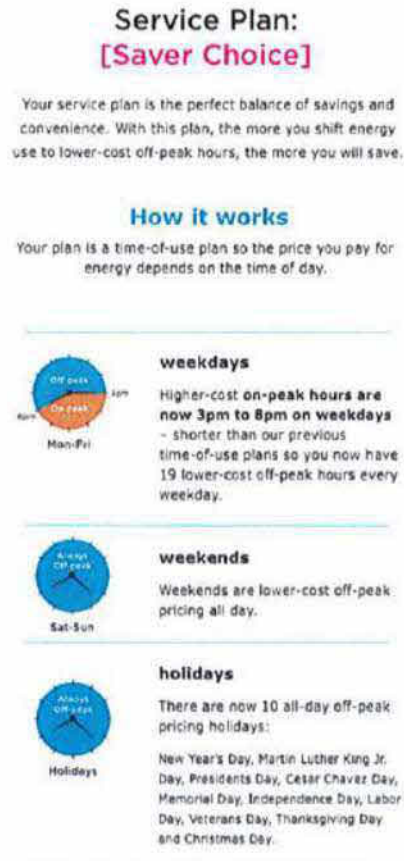 Service Plan:
[Saver Choice]
Your service plan is the perfect balance of savings and
convenience. With this plan, the more you shift energy
use to lower-cost off-peak hours, the more you will save.
How it works
Your plan is a time-of-use plan so the price you pay for
energy depends on the time of day.
Off peak
On peak
3pm
8pm
Mon-Fri
weekdays
Higher-cost on-peak hours are
now 3pm to 8pm on weekdays
- shorter than our previous
time-of-use plans so you now have
19 lower-cost off-peak hours every
weekday.
Always
Off peak
Sat-Sun
weekends
Weekends are lower-cost off-peak
pricing all day.
Always
Off-peak
Holidays
holidays
There are now 10 all-day off-peak
pricing holidays:
New Year's Day, Martin Luther King Jr.
Day, Presidents Day, Cesar Chavez Day,
Memorial Day, Independence Day, Labor
Day, Veterans Day, Thanksgiving Day
and Christmas Day.